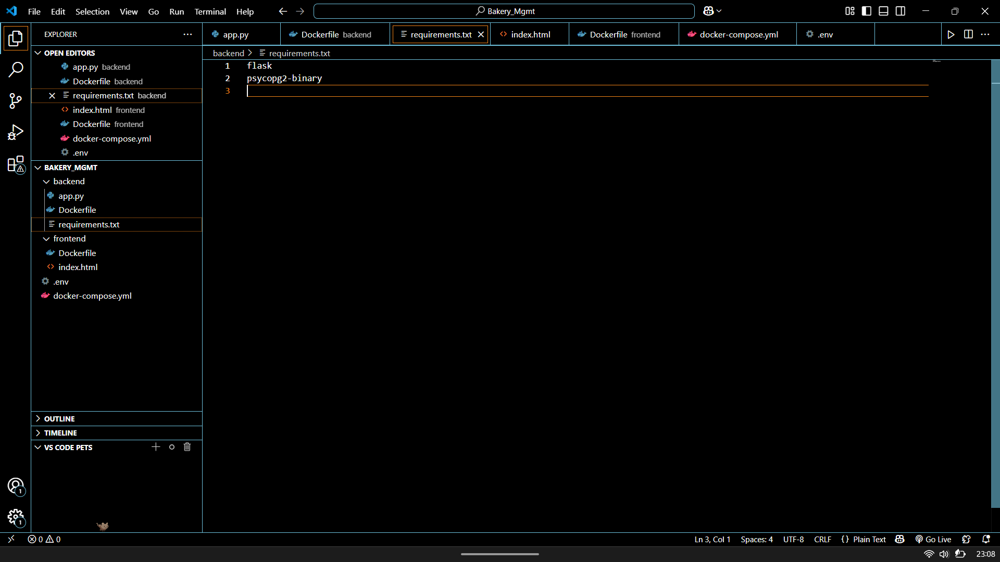 File Edit Selection View Go Run Terminal Help
Bakery_Mgmt
EXPLORER
OPEN EDITORS
app.py backend
Dockerfile backend
requirements.txt backend
index.html frontend
Dockerfile frontend
docker-compose.yml
.env
BAKERY_MGMT
backend
app.py
Dockerfile
requirements.txt
frontend
Dockerfile
index.html
.env
docker-compose.yml
OUTLINE
TIMELINE
VS CODE PETS
app.py
Dockerfile backend
requirements.txt
index.html
Dockerfile frontend
docker-compose.yml
.env
backend > requirements.txt
1 flask
2 psycopg2-binary
3
1
1
0 0
Ln 3, Col 1 Spaces: 4 UTF-8 CRLF {} Plain Text Go Live
23:08